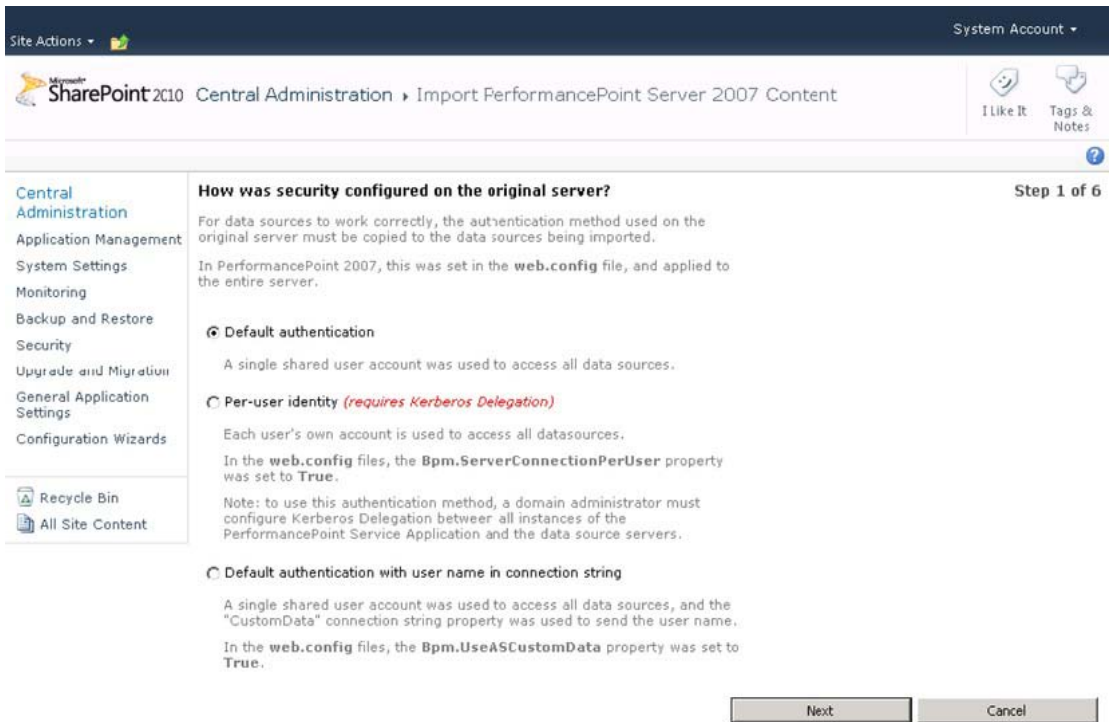 System Account
Site Actions
Microsoft
SharePoint 2010 Central Administration Import PerformancePoint Server 2007 Content
I Like It
Tags &
Notes
Central
Administration
Application Management
System Settings
Monitoring
Backup and Restore
Security
Upgrade and Migration
General Application
Settings
Configuration Wizards
Recycle Bin
All Site Content
How was security configured on the original server?
Step 1 of 6
For data sources to work correctly, the authentication method used on the
original server must be copied to the data sources being imported.
In PerformancePoint 2007, this was set in the web.config file, and applied to
the entire server.
Default authentication
A single shared user account was used to access all data sources.
Per-user identity (requires Kerberos Delegation)
Each user's own account is used to access all datasources.
In the web.config files, the Bpm.ServerConnectionPerUser property
was set to True.
Note: to use this authentication method, a domain administrator must
configure Kerberos Delegation between all instances of the
PerformancePoint Service Application and the data source servers.
Default authentication with user name in connection string
A single shared user account was used to access all data sources, and the
"CustomData" connection string property was used to send the user name.
In the web.config files, the Bpm.UseASCustomData property was set to
True.
Next
Cancel